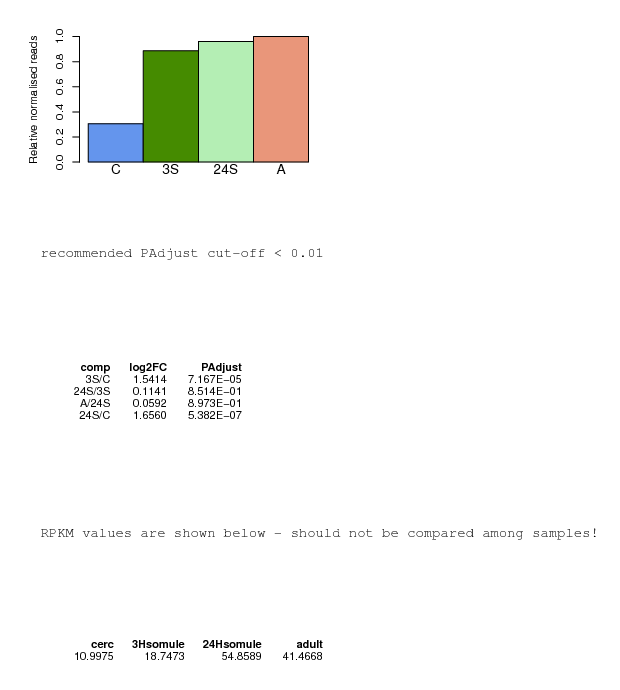 Relative normalised reads
1.0
0.8
0.6
0.4
0.2
0.0
C 3S 24S A
recommended PAdjust cut-off < 0.01
comp log2FC PAdjust
3S/C 1.5414 7.167E-05
24S/3S 0.1141 8.514E-01
A/24S 0.0592 8.973E-01
24S/C 1.6560 5.382E-07
RPKM values are shown below - should not be compared among samples!
cerc 3Hsomule 24Hsomule adult
10.9975 18.7473 54.8589 41.4668